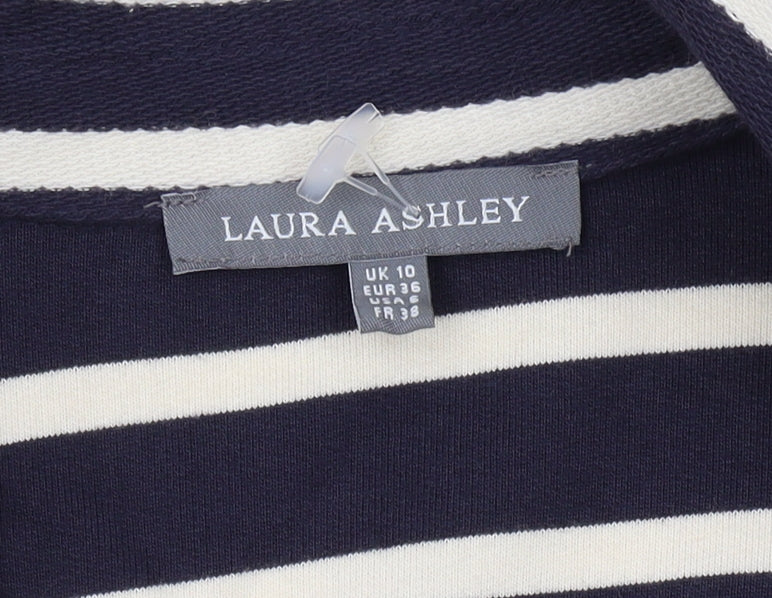 LAURA ASHLEY
UK 10
EUR 36
USA 6
FR 38